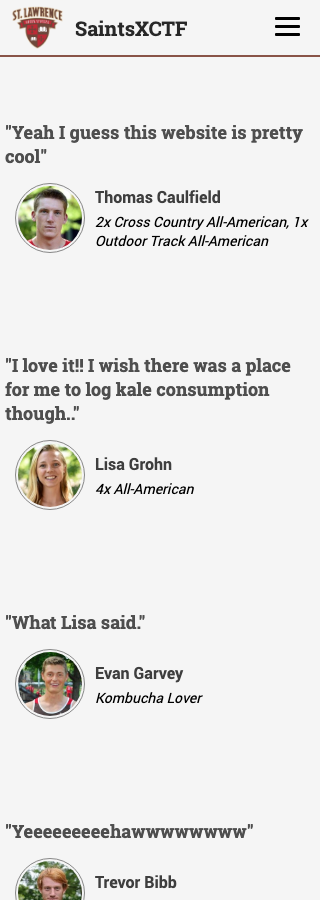 ST. LAWRENCE
SaintsXCTF
"Yeah I guess this website is pretty
cool"
Thomas Caulfield
2x Cross Country All-American, 1x
Outdoor Track All-American
"I love it!! I wish there was a place
for me to log kale consumption
though.."
Lisa Grohn
4x All-American
"What Lisa said."
Evan Garvey
Kombucha Lover
"Yeeeeeeeeehawwwwwwww"
Trevor Bibb